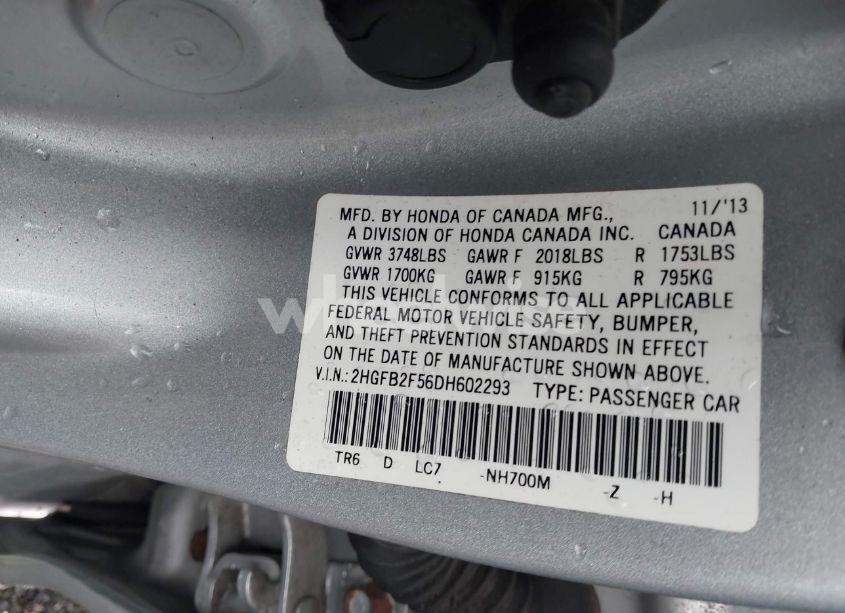 MFD. BY HONDA OF CANADA MFG., 11/'13
A DIVISION OF HONDA CANADA INC. CANADA
GVWR 3748LBS GAWR F 2018LBS R 1753LBS
GVWR 1700KG GAWR F 915KG R 795KG
THIS VEHICLE CONFORMS TO ALL APPLICABLE
FEDERAL MOTOR VEHICLE SAFETY, BUMPER,
AND THEFT PREVENTION STANDARDS IN EFFECT
ON THE DATE OF MANUFACTURE SHOWN ABOVE.
V.I.N.: 2HGFB2F56DH602293 TYPE: PASSENGER CAR
TR6 D LC7 -NH700M -Z -H